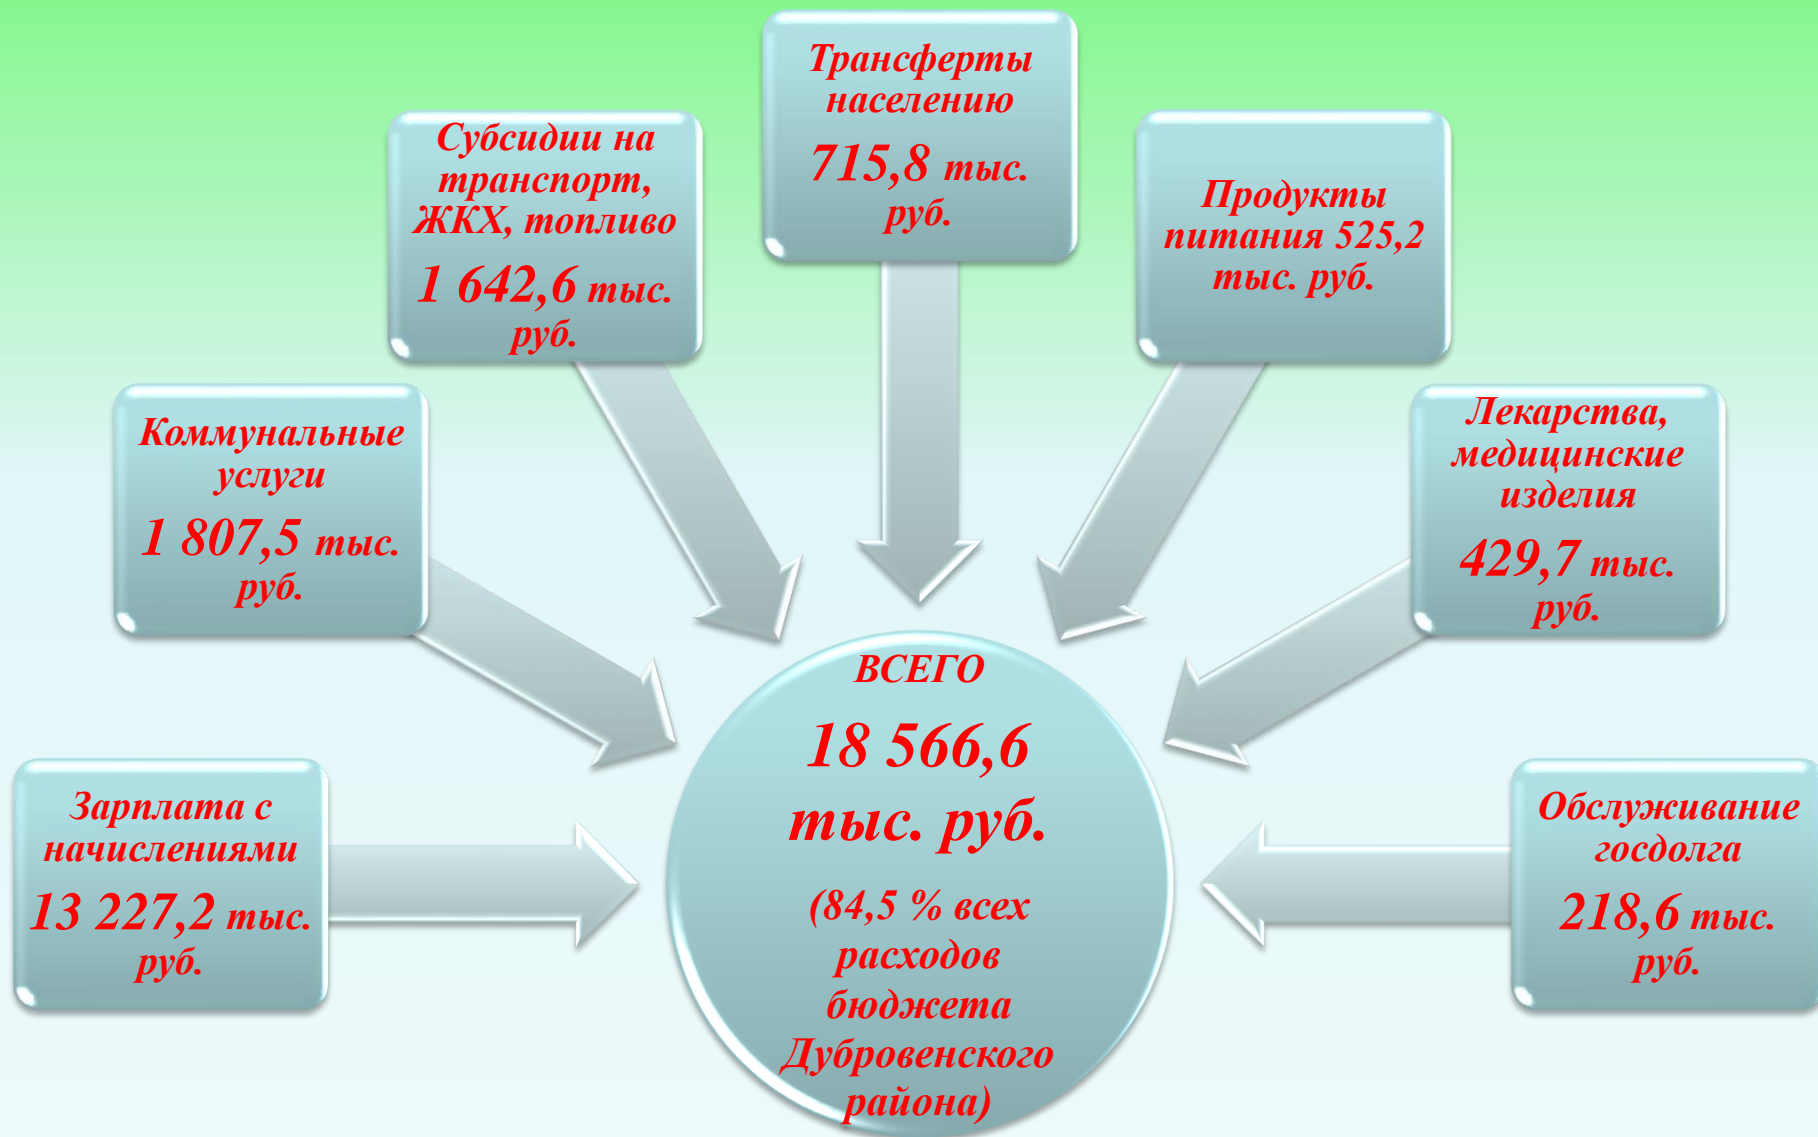 Трансферты
населению
715,8 тыс.
руб.
Субсидии на
транспорт,
ЖКХ, топливо
1 642,6 тыс.
руб.
Продукты
питания 525,2
тыс. руб.
Коммунальные
услуги
1 807,5 тыс.
руб.
Лекарства,
медицинские
изделия
429,7 тыс.
руб.
Зарплата с
начислениями
13 227,2 тыс.
руб.
ВСЕГО
18 566,6
тыс. руб.
(84,5 % всех
расходов
бюджета
Дубровенского
района)
Обслуживание
госдолга
218,6 тыс.
руб.